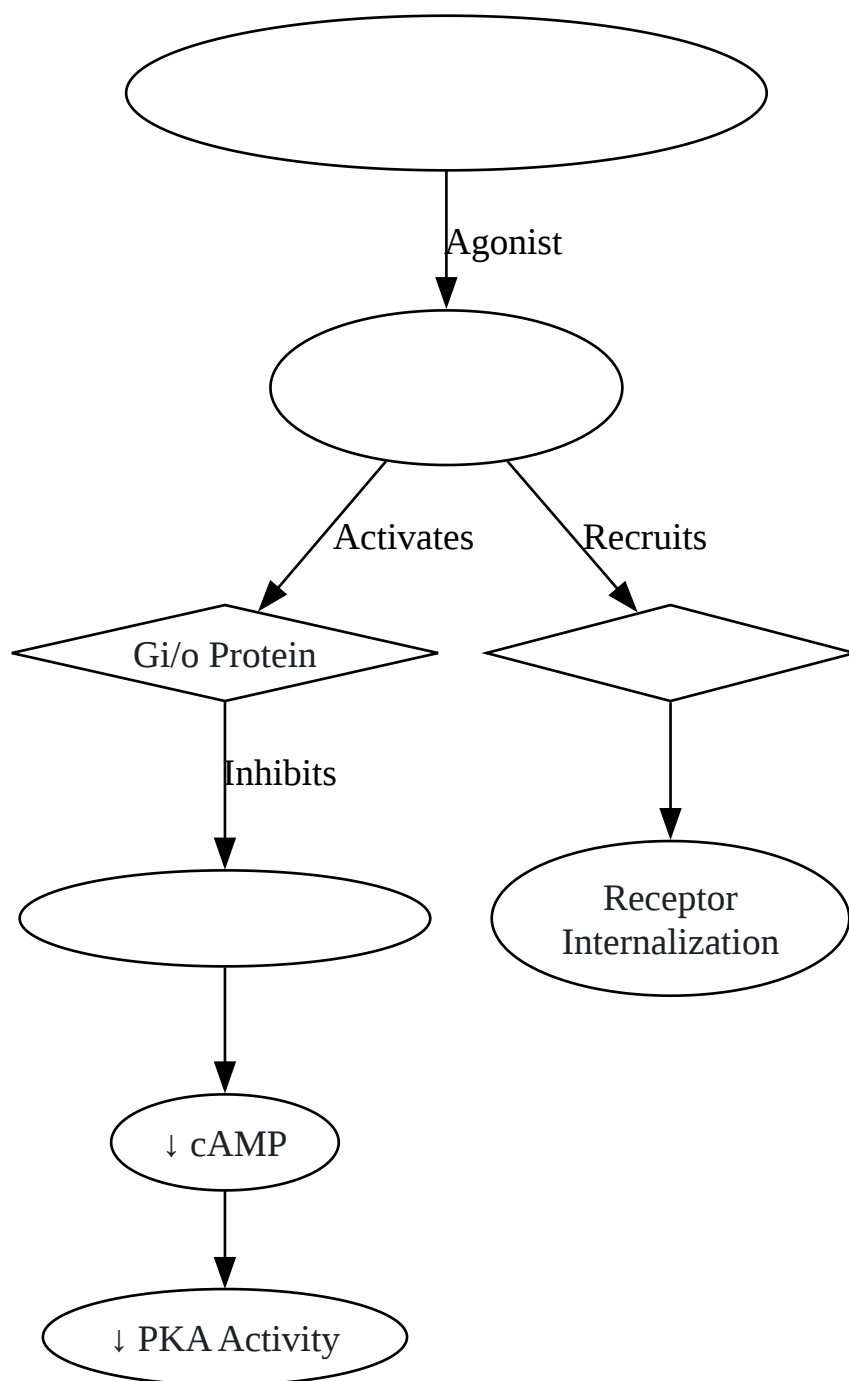 Agonist
Activates
Recruits
Gi/o Protein
Inhibits
Receptor
Internalization
↓ cAMP
↓ PKA Activity